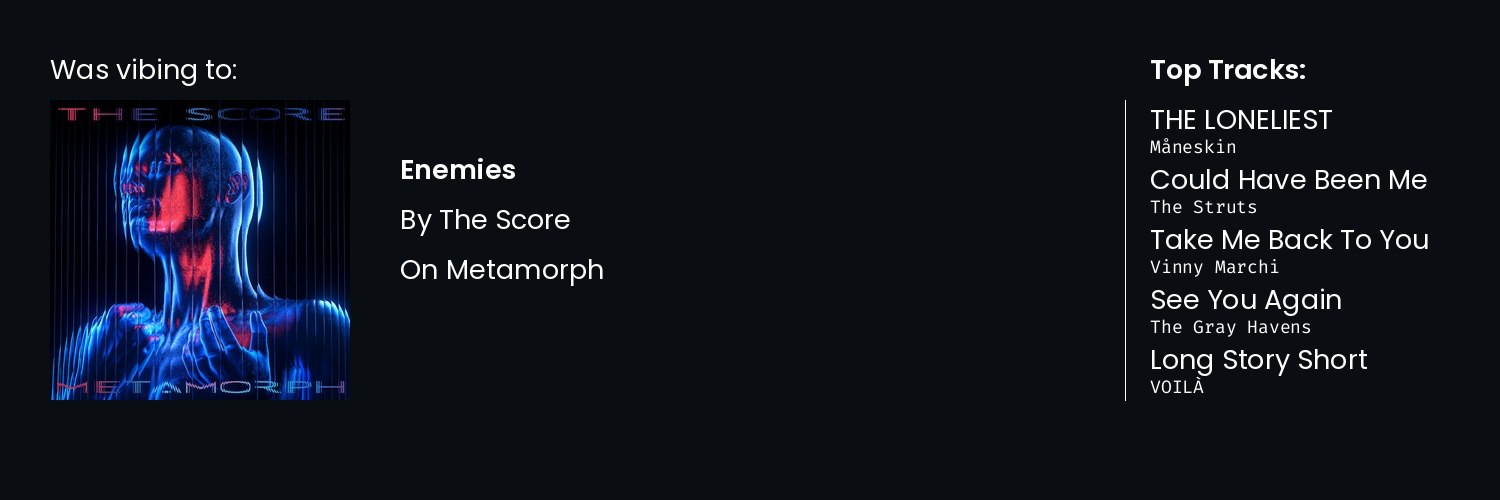 Was vibing to:
THE SCORE
METAMORPH
Enemies
By The Score
On Metamorph
Top Tracks:
THE LONELIEST
Måneskin
Could Have Been Me
The Struts
Take Me Back To You
Vinny Marchi
See You Again
The Gray Havens
Long Story Short
VOILÀ